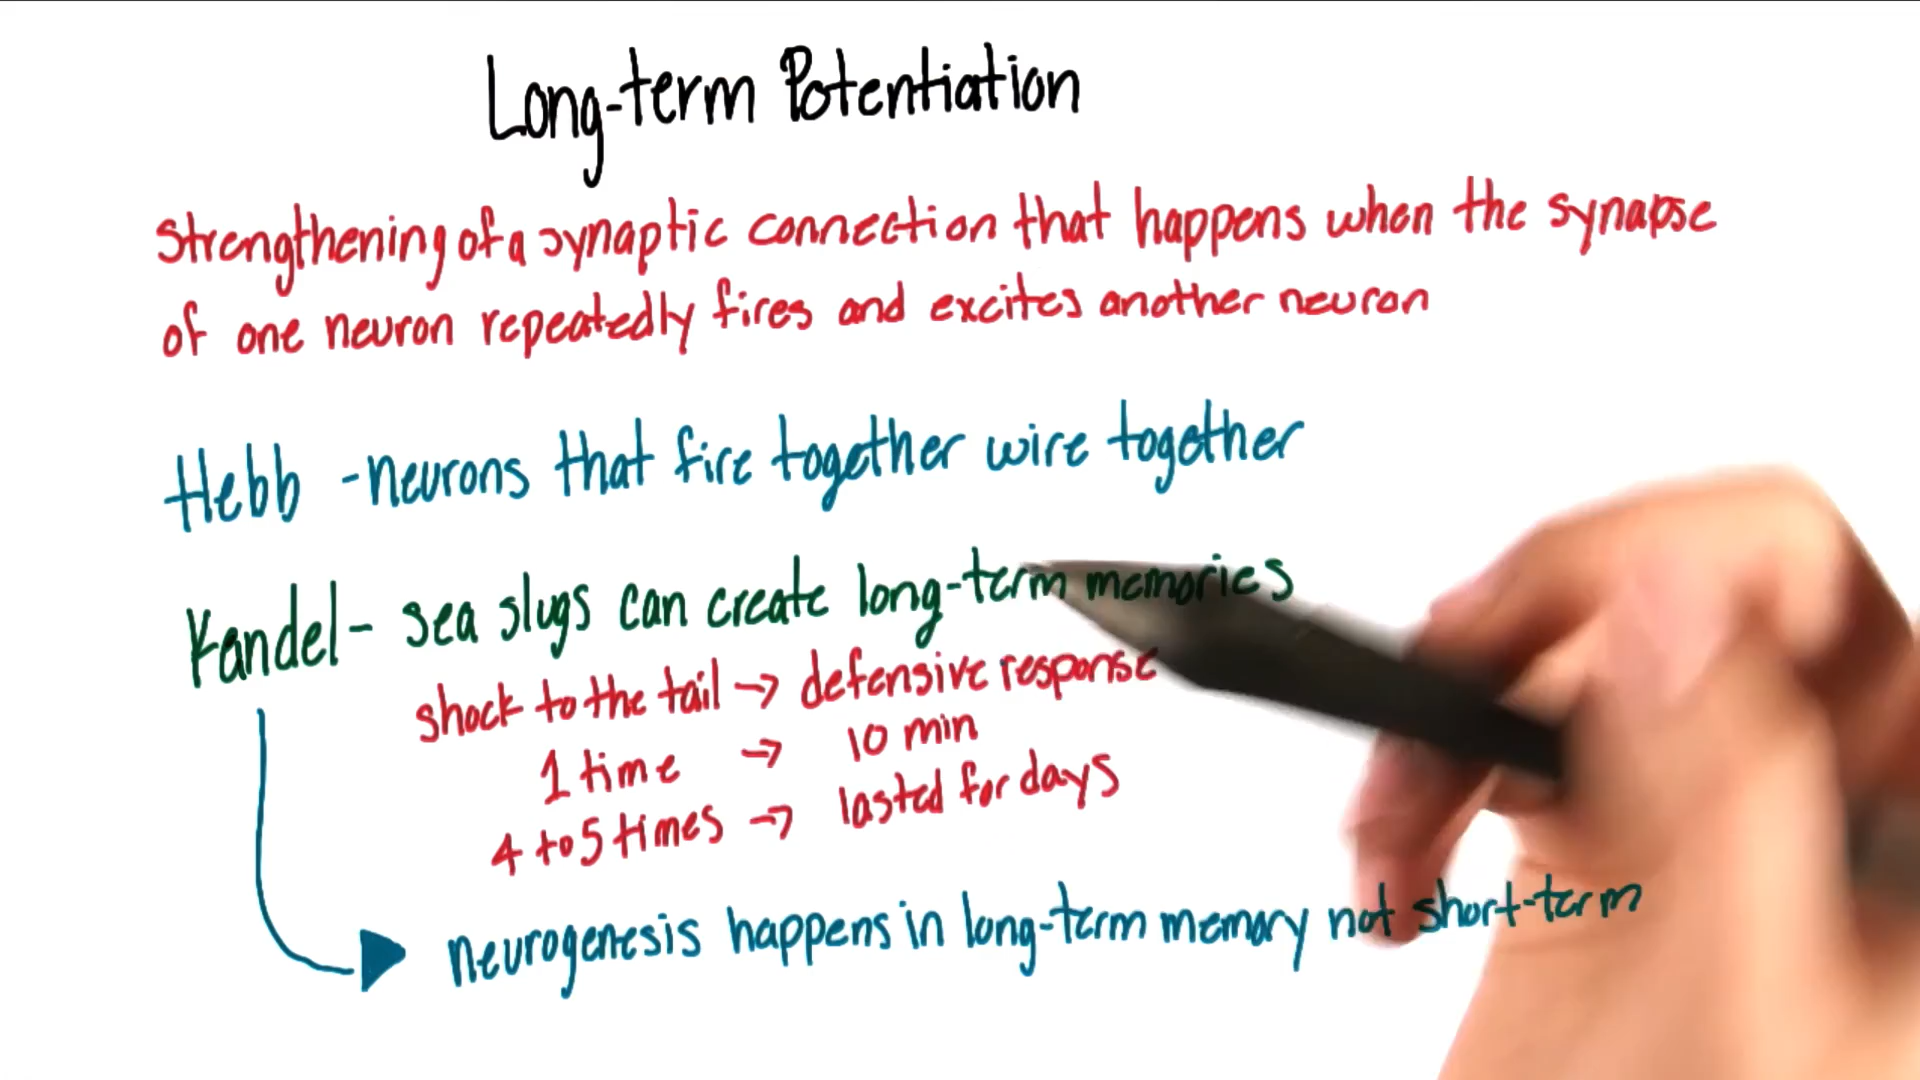 Long-term Potentiation
Strengthening of a synaptic connection that happens when the synapse
of one neuron repeatedly fires and excites another neuron
Hebb - neurons that fire together wire together
Kandel - sea slugs can create long-term memories
shock to the tail → defensive response
1 time → 10 min
4 to 5 times → lasted for days
neurogenesis happens in long-term memory not short-term